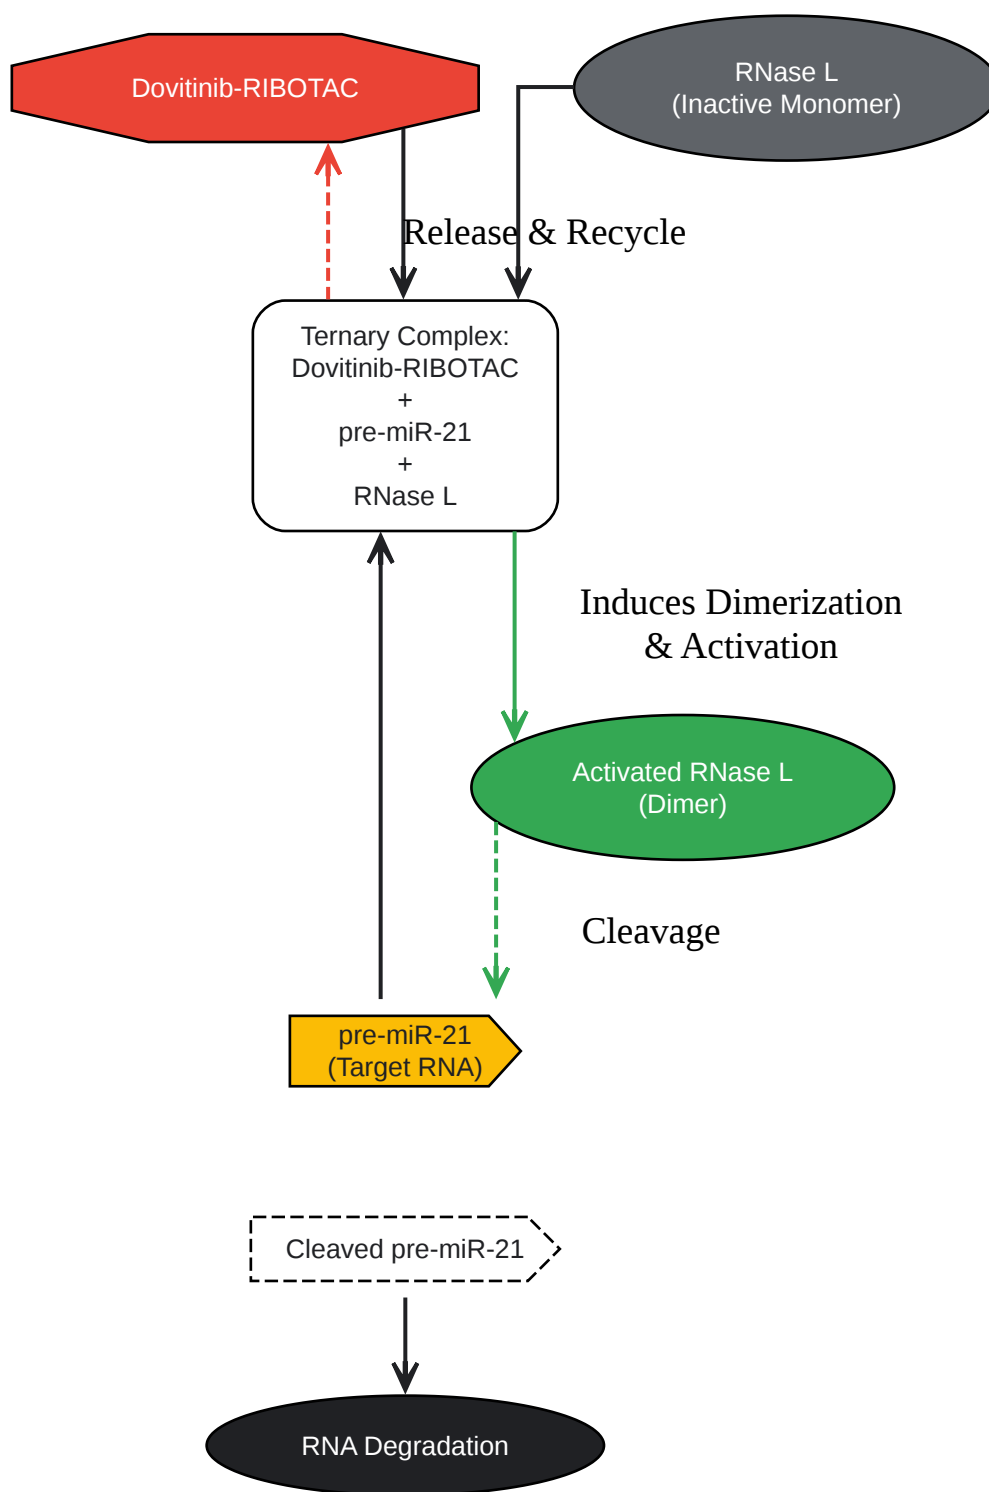 Dovitinib-RIBOTAC
RNase L
(Inactive Monomer)
Release & Recycle
Ternary Complex:
Dovitinib-RIBOTAC
+
pre-miR-21
+
RNase L
Induces Dimerization
& Activation
Activated RNase L
(Dimer)
Cleavage
pre-miR-21
(Target RNA)
Cleaved pre-miR-21
RNA Degradation